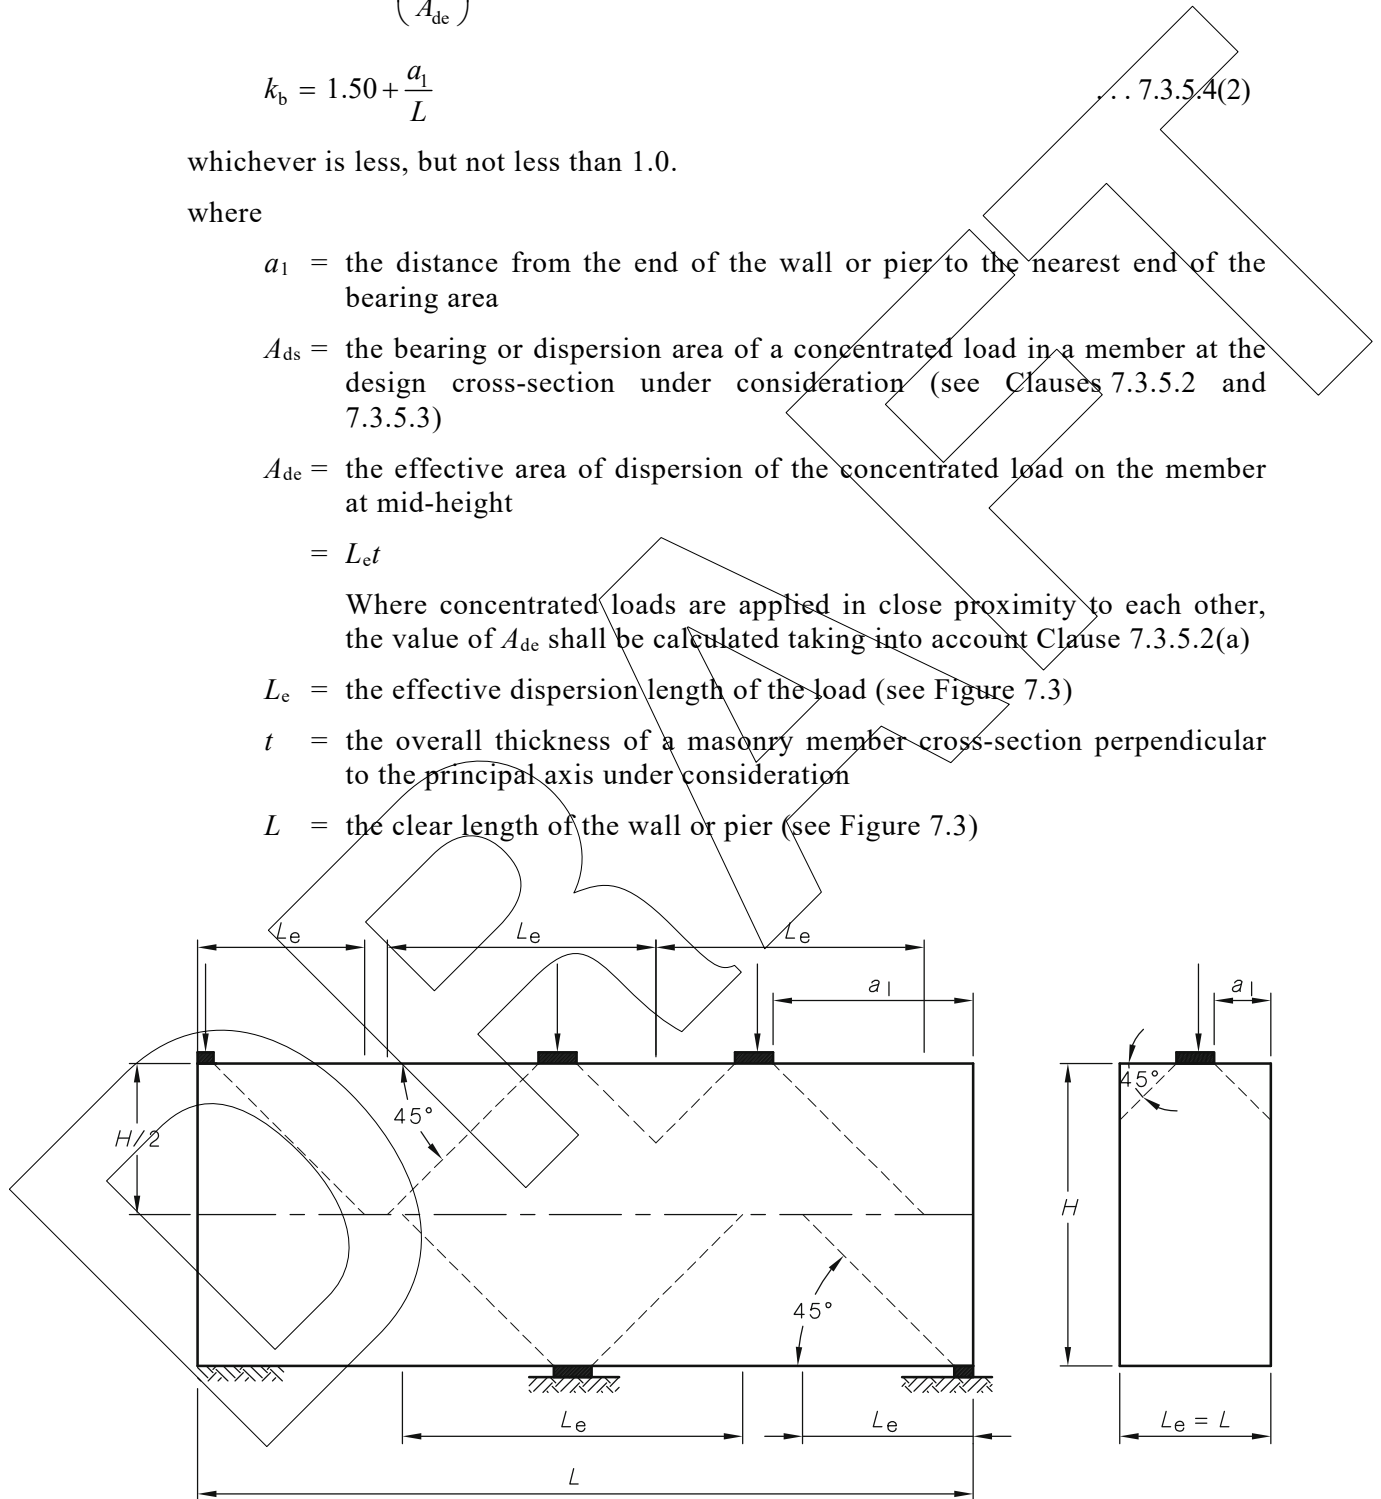 ( A_de )
k_b = 1.50 + a_1/L ... 7.3.5.4(2)
whichever is less, but not less than 1.0.
where
a_1 = the distance from the end of the wall or pier to the nearest end of the
bearing area
A_ds = the bearing or dispersion area of a concentrated load in a member at the
design cross-section under consideration (see Clauses 7.3.5.2 and
7.3.5.3)
A_de = the effective area of dispersion of the concentrated load on the member
at mid-height
= L_e t
Where concentrated loads are applied in close proximity to each other,
the value of A_de shall be calculated taking into account Clause 7.3.5.2(a)
L_e = the effective dispersion length of the load (see Figure 7.3)
t = the overall thickness of a masonry member cross-section perpendicular
to the principal axis under consideration
L = the clear length of the wall or pier (see Figure 7.3)
L_e L_e L_e
a_1 a_1
45°
45°
H/2
H
45°
L_e L_e L_e = L
L
DRAFT